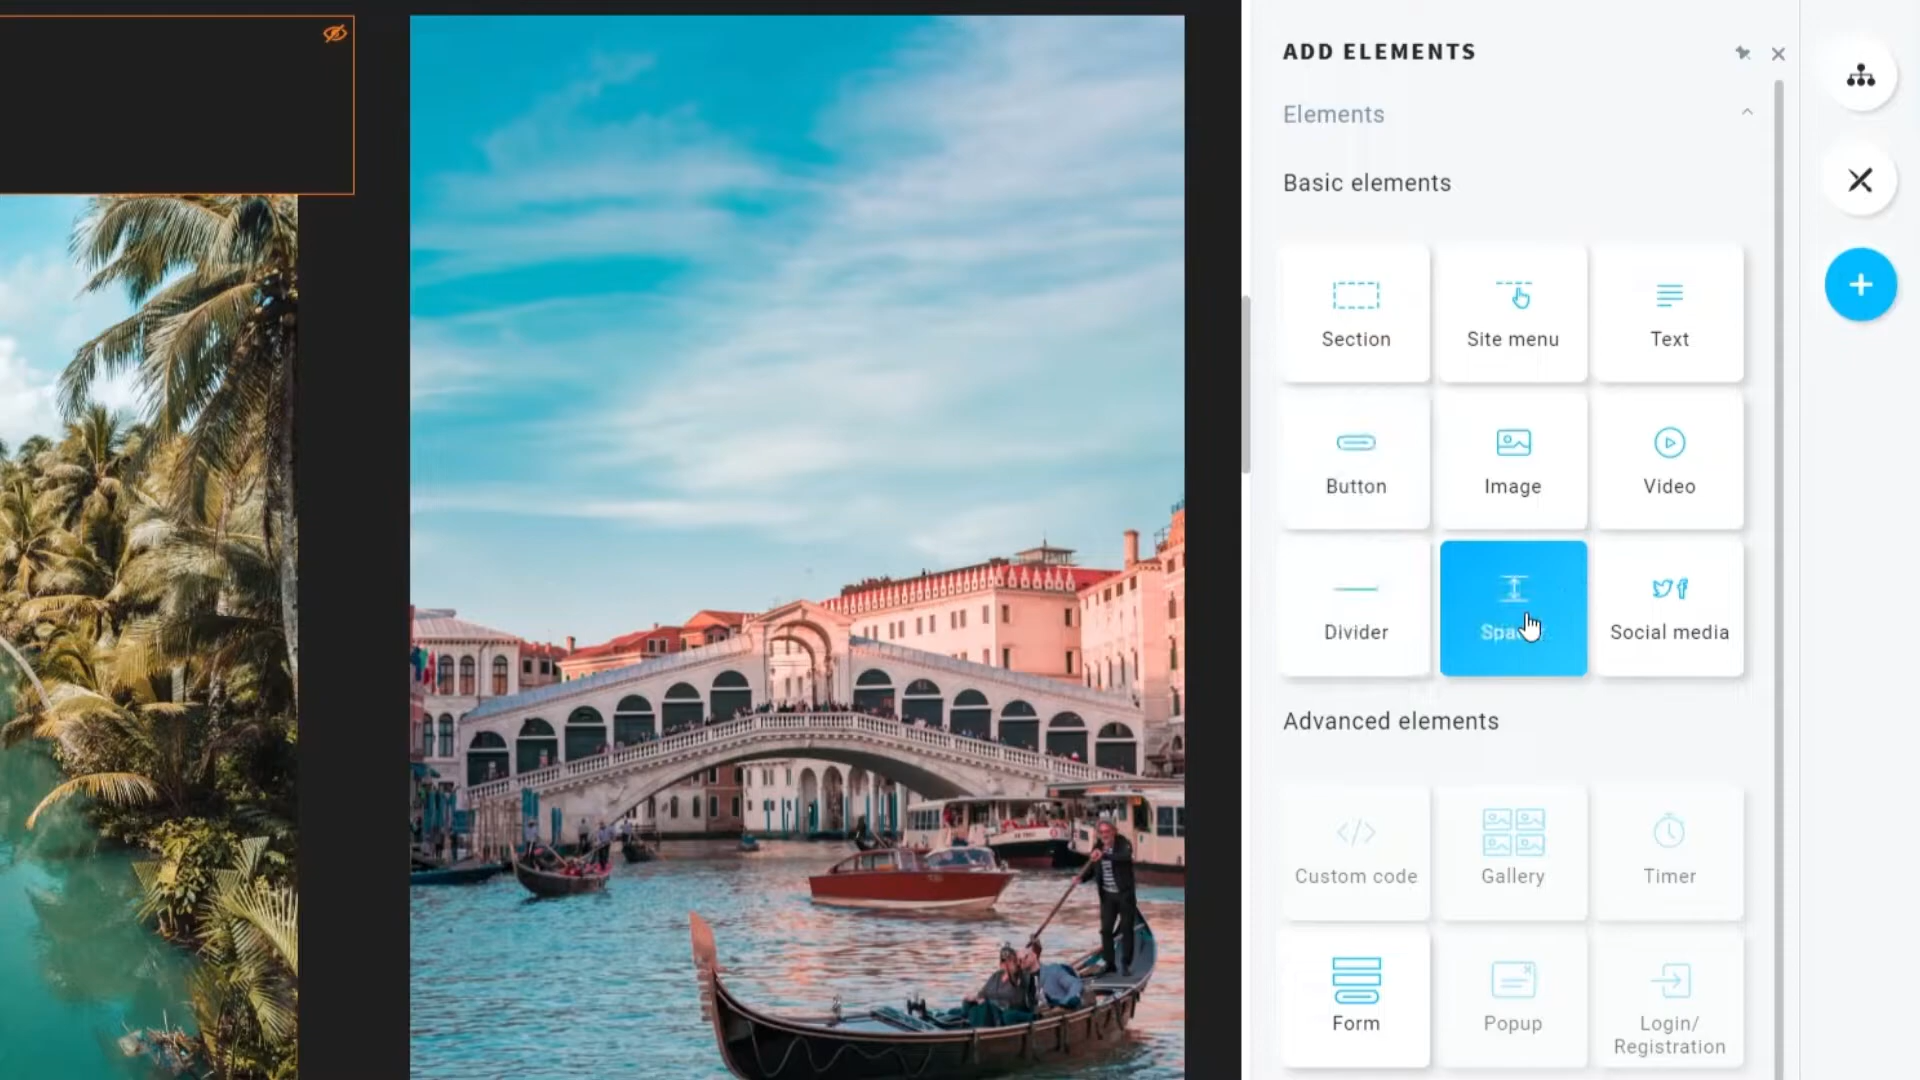 ADD ELEMENTS
Elements
Basic elements
Section
Site menu
Text
Button
Image
Video
Divider
Social media
Advanced elements
Custom code
Gallery
Timer
Form
Popup
Login/
Registration